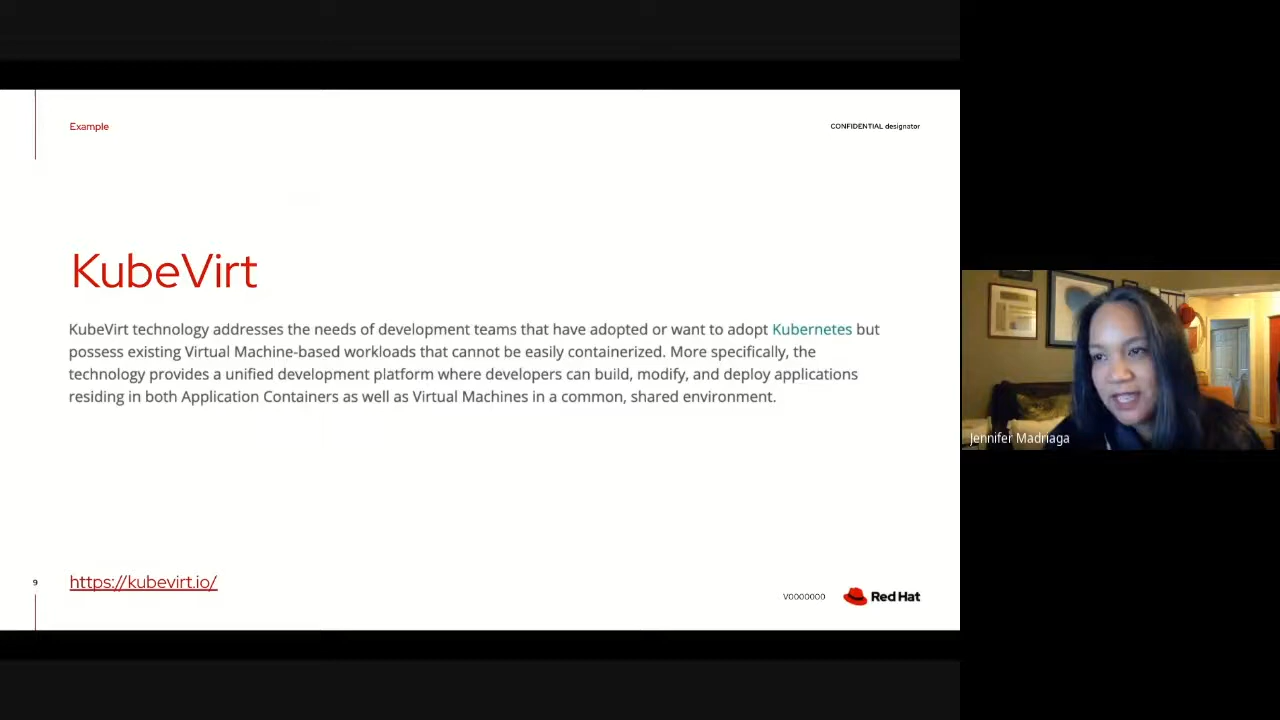 Example
CONFIDENTIAL designator
KubeVirt
KubeVirt technology addresses the needs of development teams that have adopted or want to adopt Kubernetes but
possess existing Virtual Machine-based workloads that cannot be easily containerized. More specifically, the
technology provides a unified development platform where developers can build, modify, and deploy applications
residing in both Application Containers as well as Virtual Machines in a common, shared environment.
Jennifer Madriaga
9
https://kubevirt.io/
V0000000
Red Hat